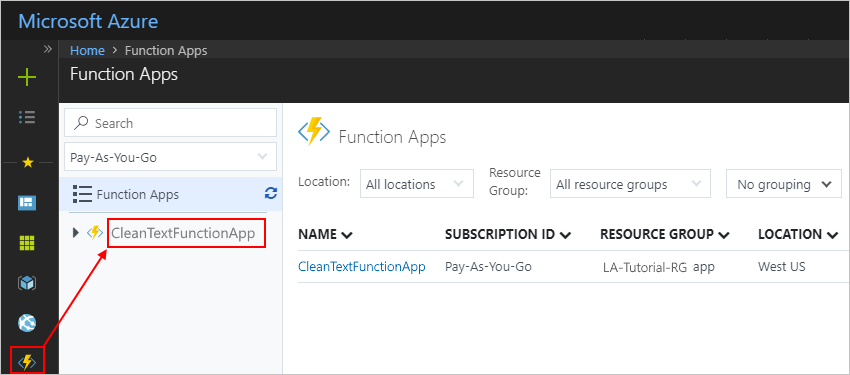 Microsoft Azure
Home > Function Apps
Function Apps
Search
Pay-As-You-Go
Function Apps
CleanTextFunctionApp
Function Apps
Location:
All locations
Resource
Group:
All resource groups
No grouping
NAME SUBSCRIPTION ID RESOURCE GROUP LOCATION
CleanTextFunctionApp Pay-As-You-Go LA-Tutorial-RG app West US